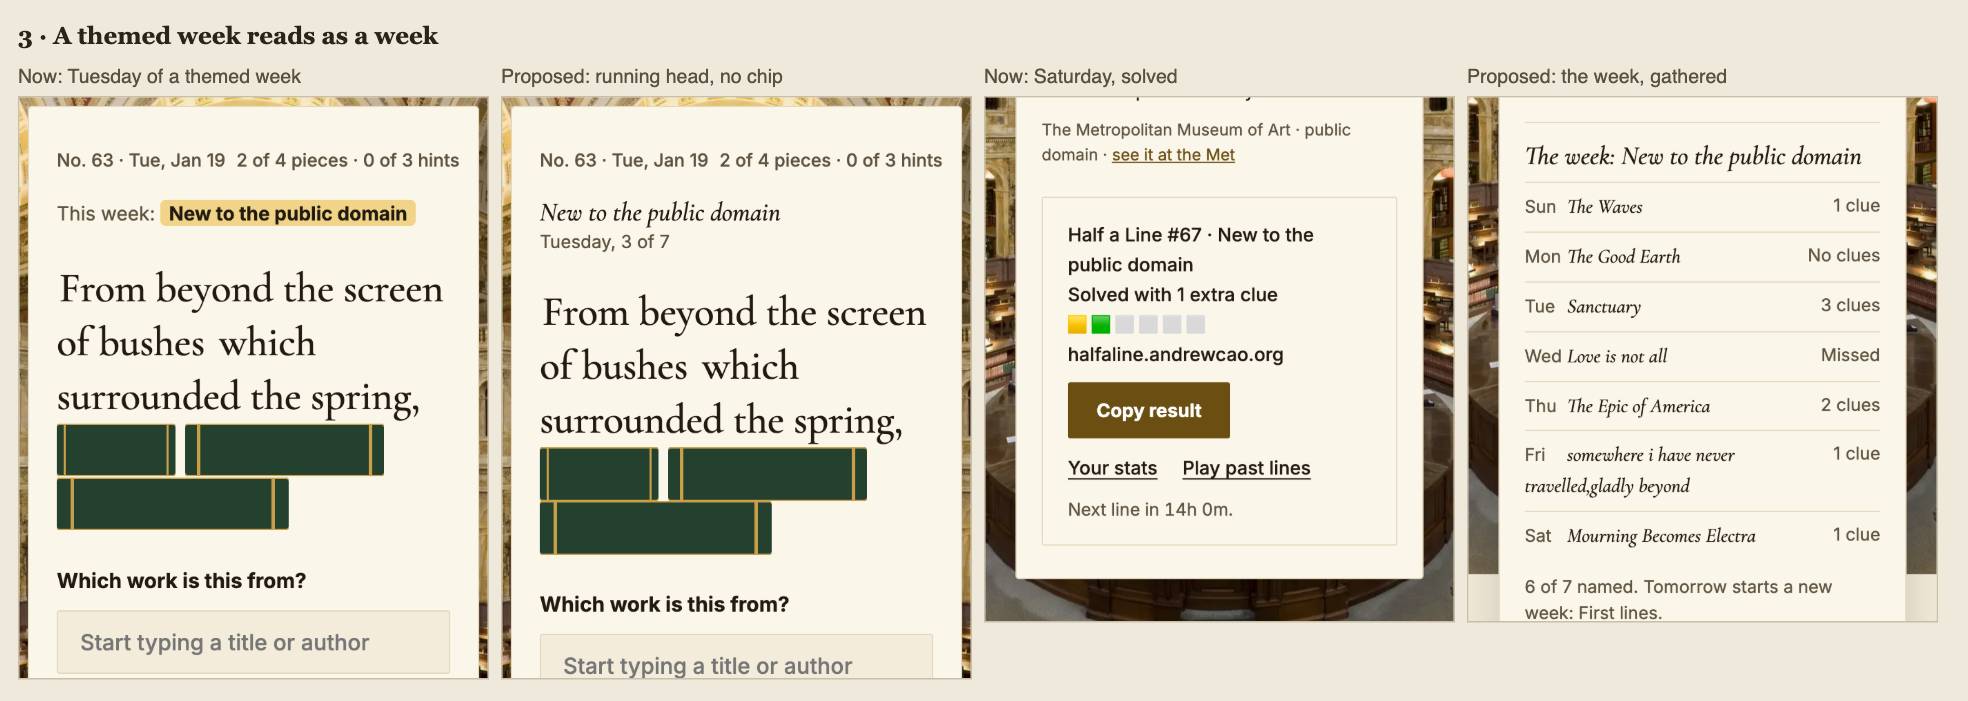 3 · A themed week reads as a week
Now: Tuesday of a themed week
No. 63 · Tue, Jan 19 2 of 4 pieces · 0 of 3 hints
This week: New to the public domain
From beyond the screen
of bushes which
surrounded the spring,
Which work is this from?
Start typing a title or author
Proposed: running head, no chip
No. 63 · Tue, Jan 19 2 of 4 pieces · 0 of 3 hints
New to the public domain
Tuesday, 3 of 7
From beyond the screen
of bushes which
surrounded the spring,
Which work is this from?
Start typing a title or author
Now: Saturday, solved
The Metropolitan Museum of Art · public
domain · see it at the Met
Half a Line #67 · New to the
public domain
Solved with 1 extra clue
halfaline.andrewcao.org
Copy result
Your stats Play past lines
Next line in 14h 0m.
Proposed: the week, gathered
The week: New to the public domain
Sun The Waves 1 clue
Mon The Good Earth No clues
Tue Sanctuary 3 clues
Wed Love is not all Missed
Thu The Epic of America 2 clues
Fri somewhere i have never 1 clue
travelled,gladly beyond
Sat Mourning Becomes Electra 1 clue
6 of 7 named. Tomorrow starts a new
week: First lines.